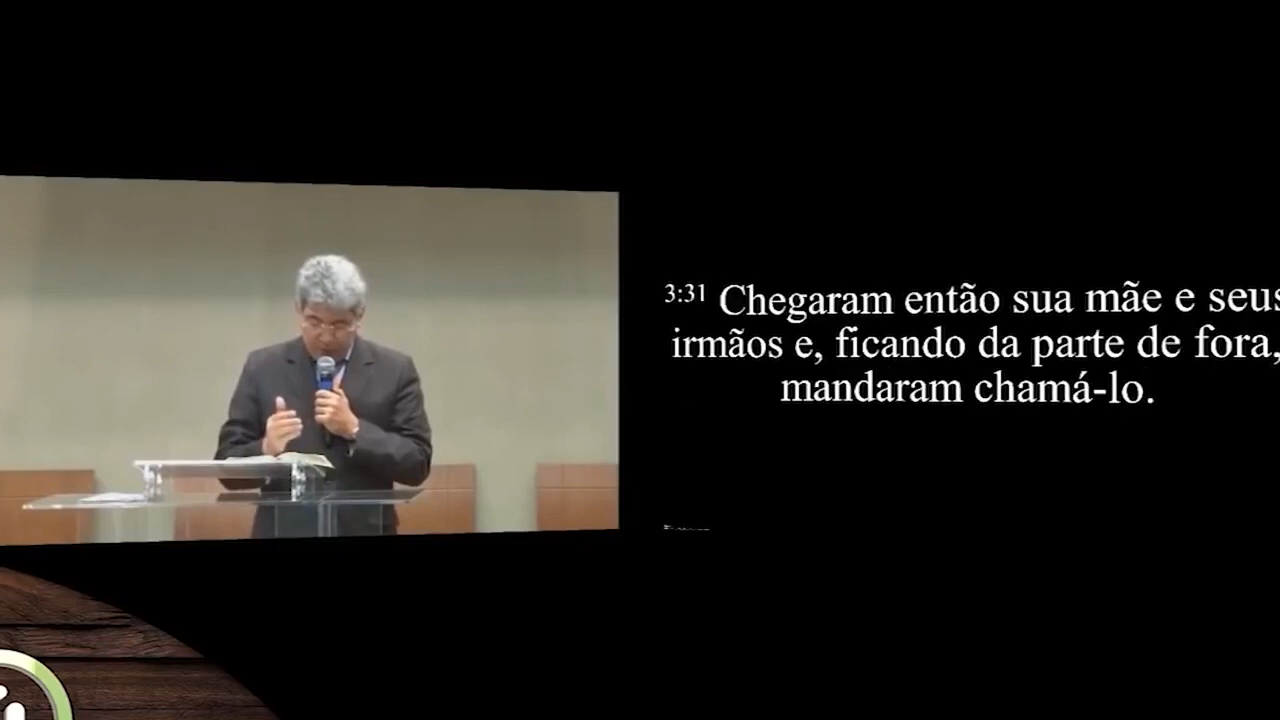 3:31 Chegaram então sua mãe e seus
irmãos e, ficando da parte de fora,
mandaram chamá-lo.